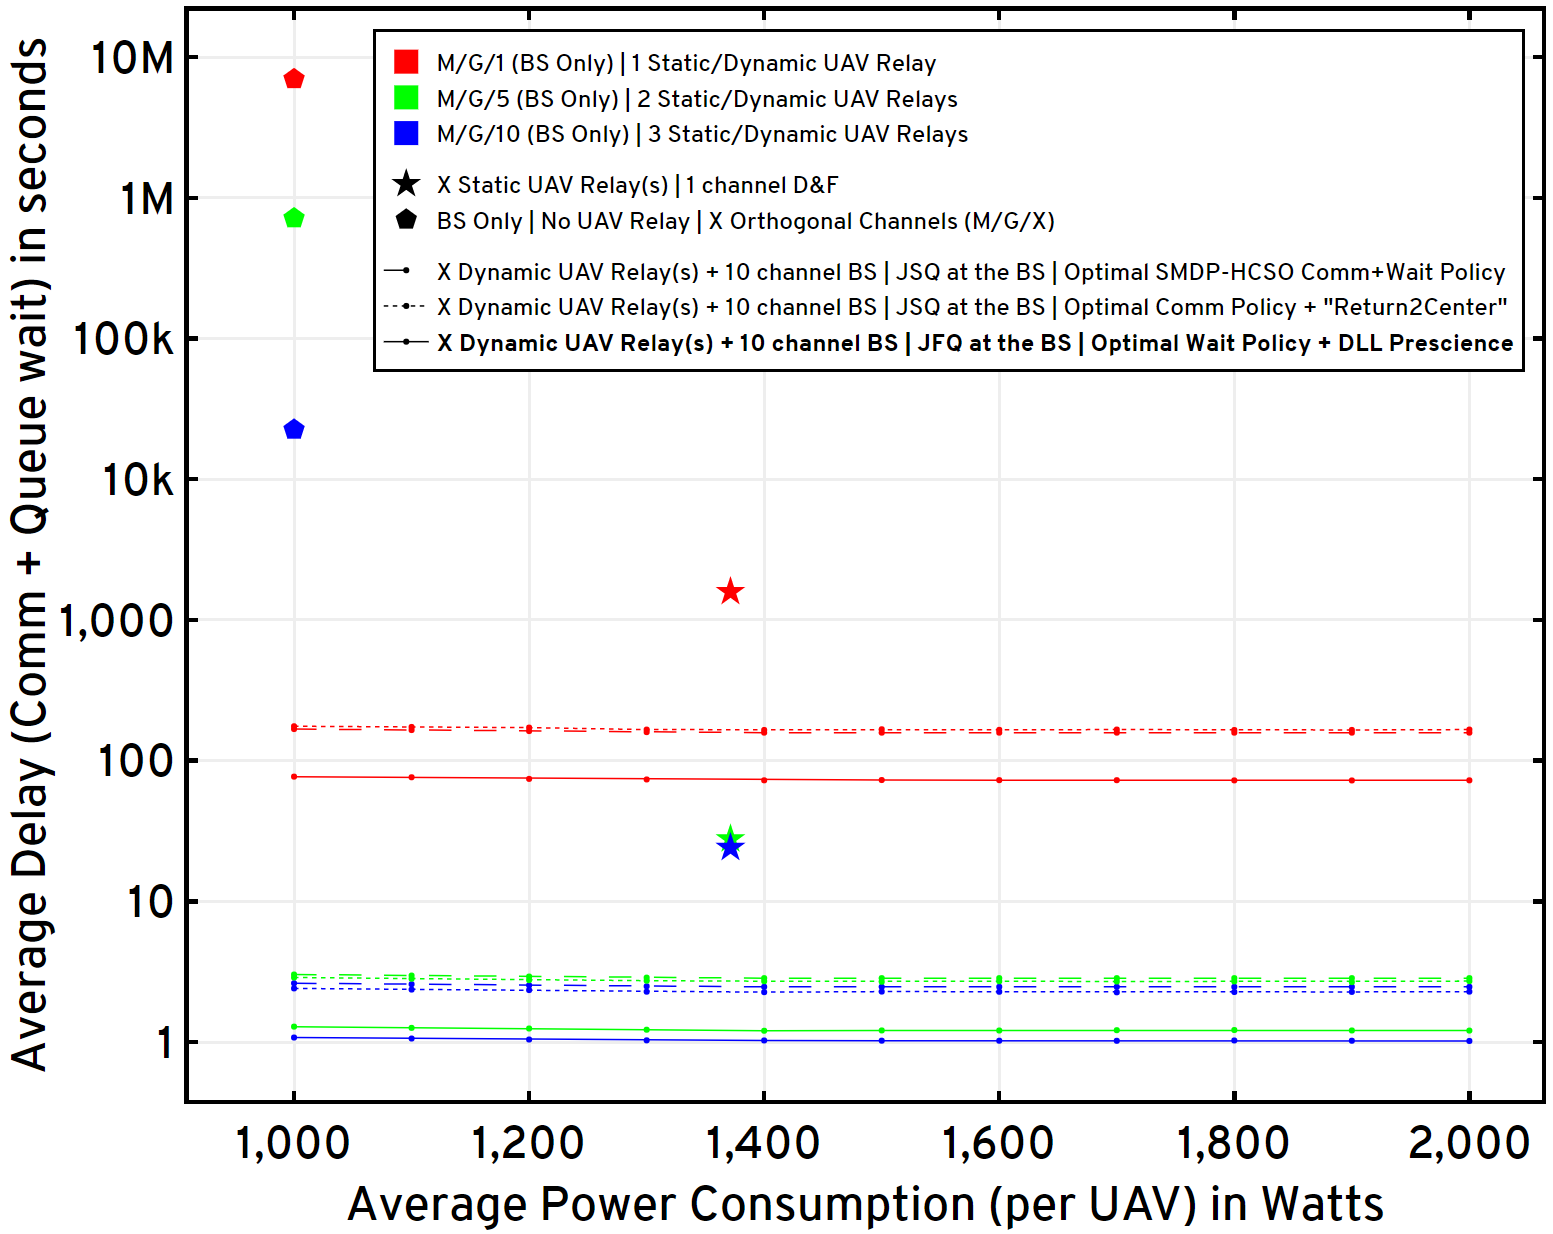 Average Delay (Comm + Queue wait) in seconds
10M
1M
100k
10k
1,000
100
10
1
M/G/1 (BS Only) | 1 Static/Dynamic UAV Relay
M/G/5 (BS Only) | 2 Static/Dynamic UAV Relays
M/G/10 (BS Only) | 3 Static/Dynamic UAV Relays
X Static UAV Relay(s) | 1 channel D&F
BS Only | No UAV Relay | X Orthogonal Channels (M/G/X)
X Dynamic UAV Relay(s) + 10 channel BS | JSQ at the BS | Optimal SMDP-HCSO Comm+Wait Policy
X Dynamic UAV Relay(s) + 10 channel BS | JSQ at the BS | Optimal Comm Policy + "Return2Center"
X Dynamic UAV Relay(s) + 10 channel BS | JFQ at the BS | Optimal Wait Policy + DLL Prescience
1,000 1,200 1,400 1,600 1,800 2,000
Average Power Consumption (per UAV) in Watts